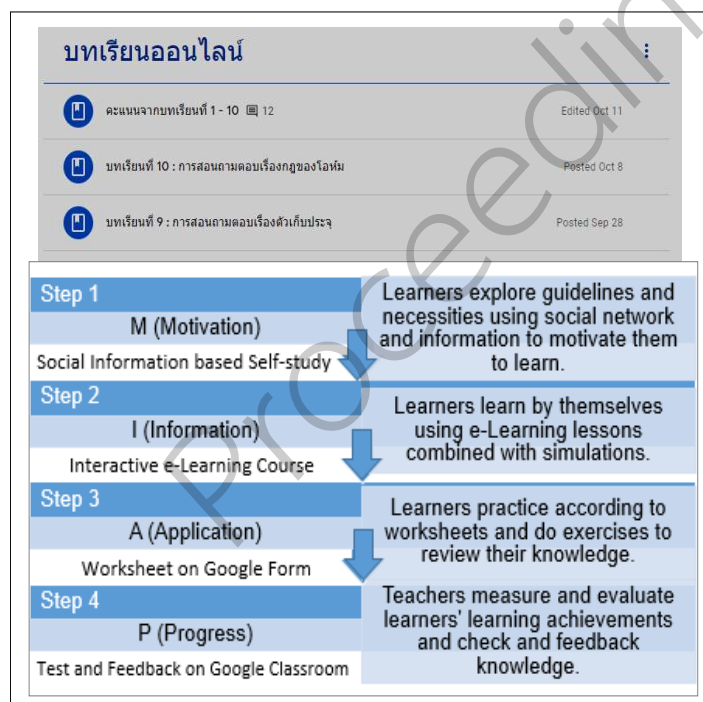 บทเรียนออนไลน์
คะแนนจากบทเรียนที่ 1 - 10 12
Edited Oct 11
บทเรียนที่ 10 : การสอนถามตอบเรื่องกฎของโอห์ม
Posted Oct 8
บทเรียนที่ 9 : การสอนถามตอบเรื่องตัวเก็บประจุ
Posted Sep 28
Step 1
M (Motivation)
Social Information based Self-study
Learners explore guidelines and
necessities using social network
and information to motivate them
to learn.
Step 2
I (Information)
Interactive e-Learning Course
Learners learn by themselves
using e-Learning lessons
combined with simulations.
Step 3
A (Application)
Worksheet on Google Form
Learners practice according to
worksheets and do exercises to
review their knowledge.
Step 4
P (Progress)
Test and Feedback on Google Classroom
Teachers measure and evaluate
learners' learning achievements
and check and feedback
knowledge.
Proceedin